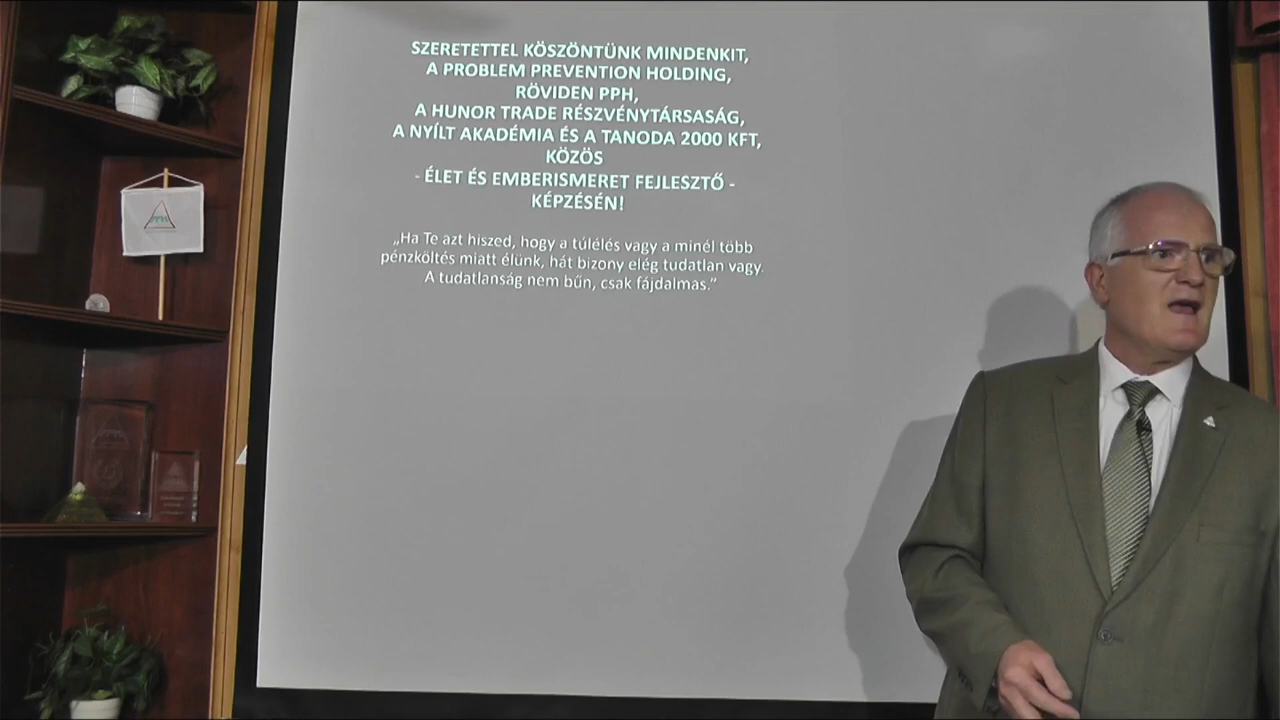 SZERETETTEL KÖSZÖNTÜNK MINDENKIT,
A PROBLEM PREVENTION HOLDING,
RÖVIDEN PPH,
A HUNOR TRADE RÉSZVÉNYTÁRSASÁG,
A NYÍLT AKADÉMIA ÉS A TANODA 2000 KFT,
KÖZÖS
- ÉLET ÉS EMBERISMERET FEJLESZTŐ -
KÉPZÉSÉN!
„Ha Te azt hiszed, hogy a túlélés vagy a minél több
pénzköltés miatt élünk, hát bizony elég tudatlan vagy.
A tudatlanság nem bűn, csak fájdalmas.”